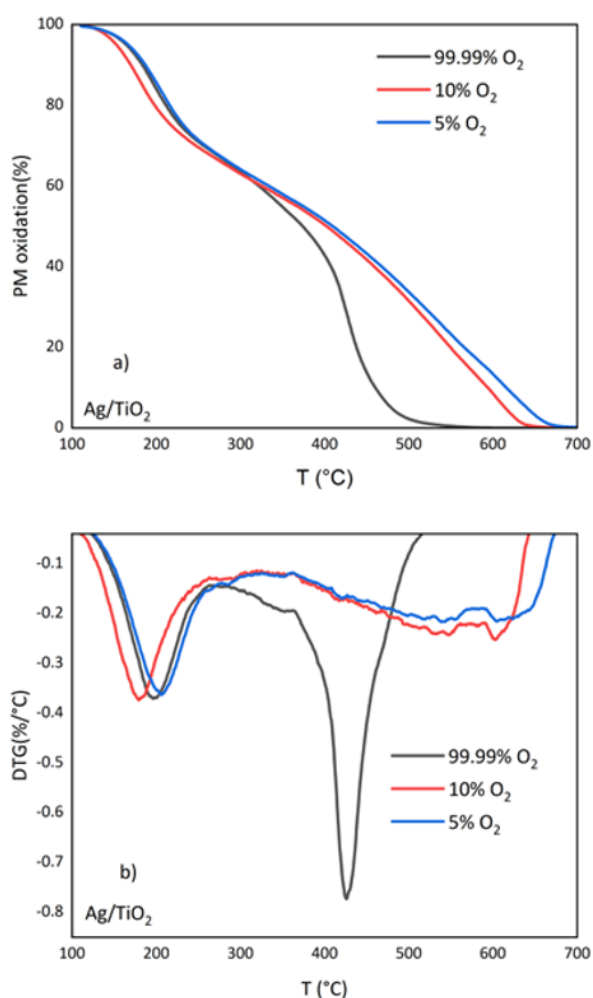 100
80
60
40
20
0
PM oxidation(%)
99.99% O₂
10% O₂
5% O₂
a)
Ag/TiO₂
100 200 300 400 500 600 700
T (°C)
-0.1
-0.2
-0.3
-0.4
-0.5
-0.6
-0.7
-0.8
DTG(%/°C)
99.99% O₂
10% O₂
5% O₂
b)
Ag/TiO₂
100 200 300 400 500 600 700
T (°C)